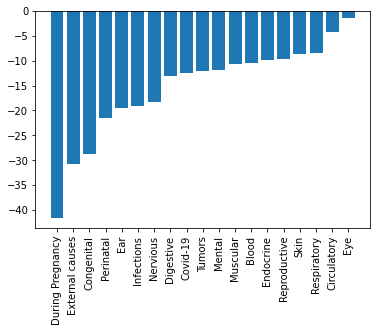 0
−5
−10
−15
−20
−25
−30
−35
−40
During Pregnancy
External causes
Congenital
Perinatal
Ear
Infections
Nervious
Digestive
Covid-19
Tumors
Mental
Muscular
Blood
Endocrine
Reproductive
Skin
Respiratory
Circulatory
Eye